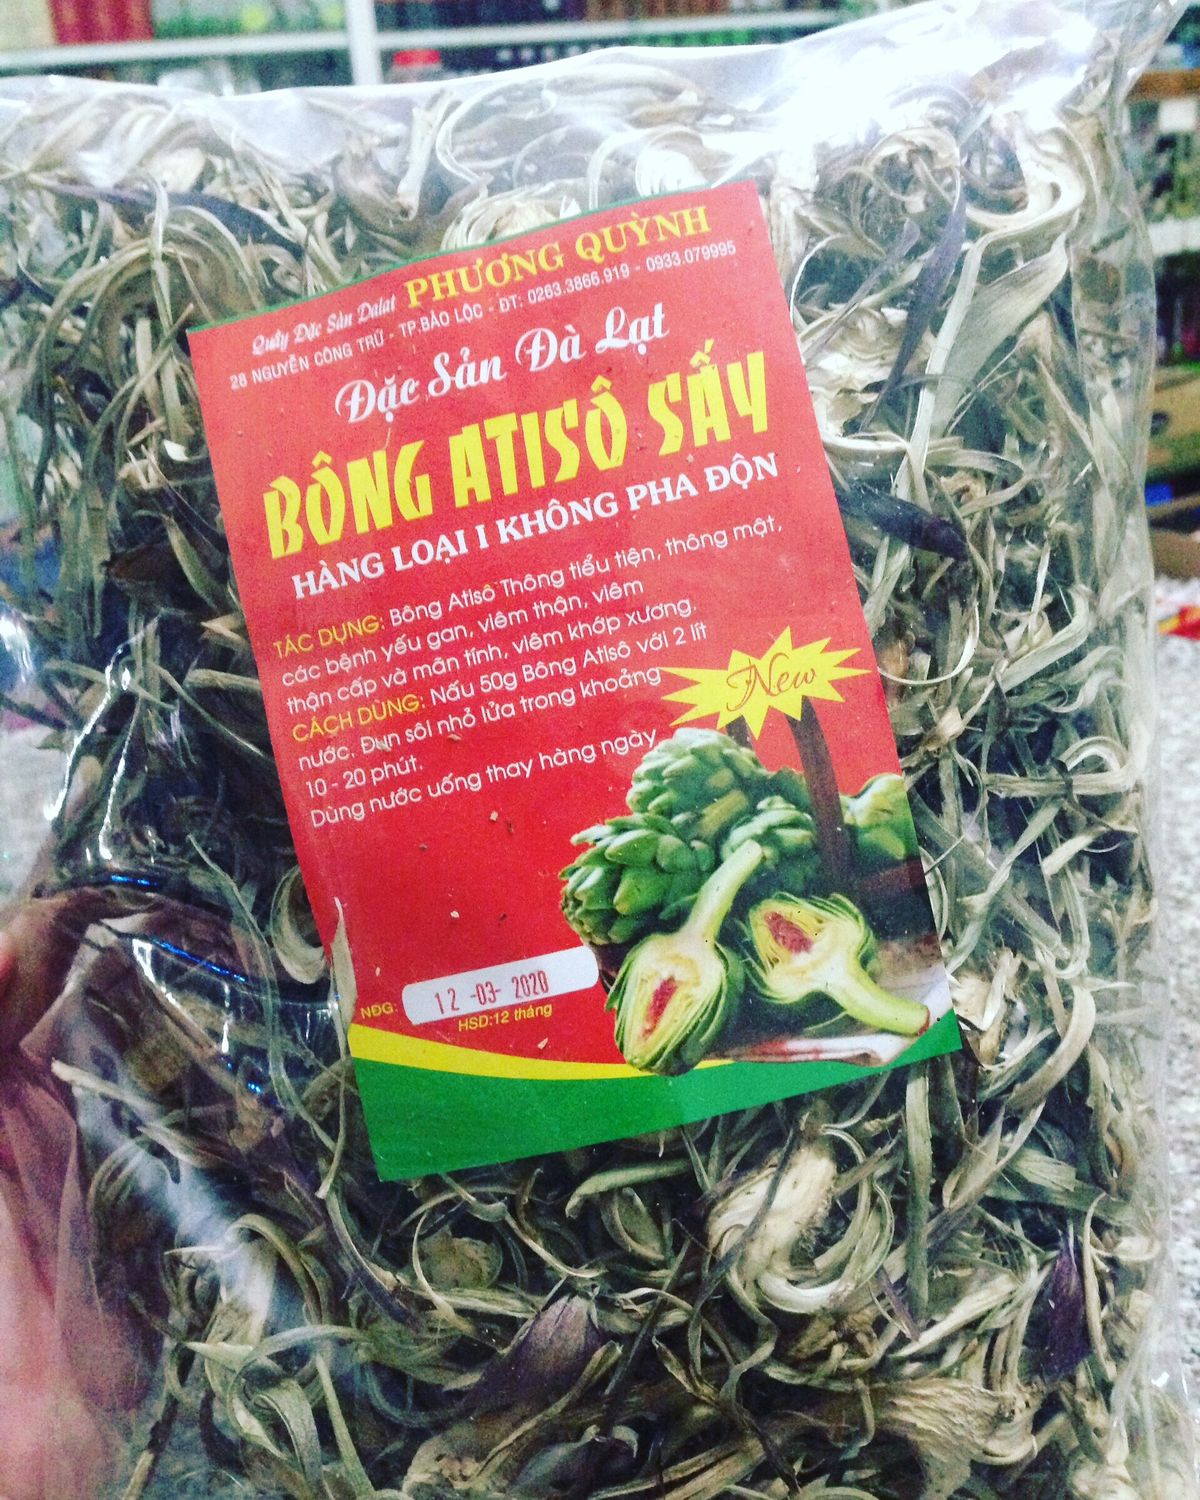 Quầy Đặc Sản Dalat PHƯƠNG QUỲNH
28 NGUYỄN CÔNG TRỨ - TP.BẢO LỘC - ĐT: 0263.3866.919 - 0933.079995
Đặc Sản Đà Lạt
BÔNG ATISÔ SẤY
HÀNG LOẠI I KHÔNG PHA ĐỘN
TÁC DỤNG: Bông Atisô Thông tiểu tiện, thông mật,
các bệnh yếu gan, viêm thận, viêm
thận cấp và mãn tính, viêm khớp xương.
CÁCH DÙNG: Nấu 50g Bông Atisô với 2 lít
nước. Đun sôi nhỏ lửa trong khoảng
10 - 20 phút.
Dùng nước uống thay hàng ngày
New
NĐG: 12 -03- 2020
HSD:12 tháng